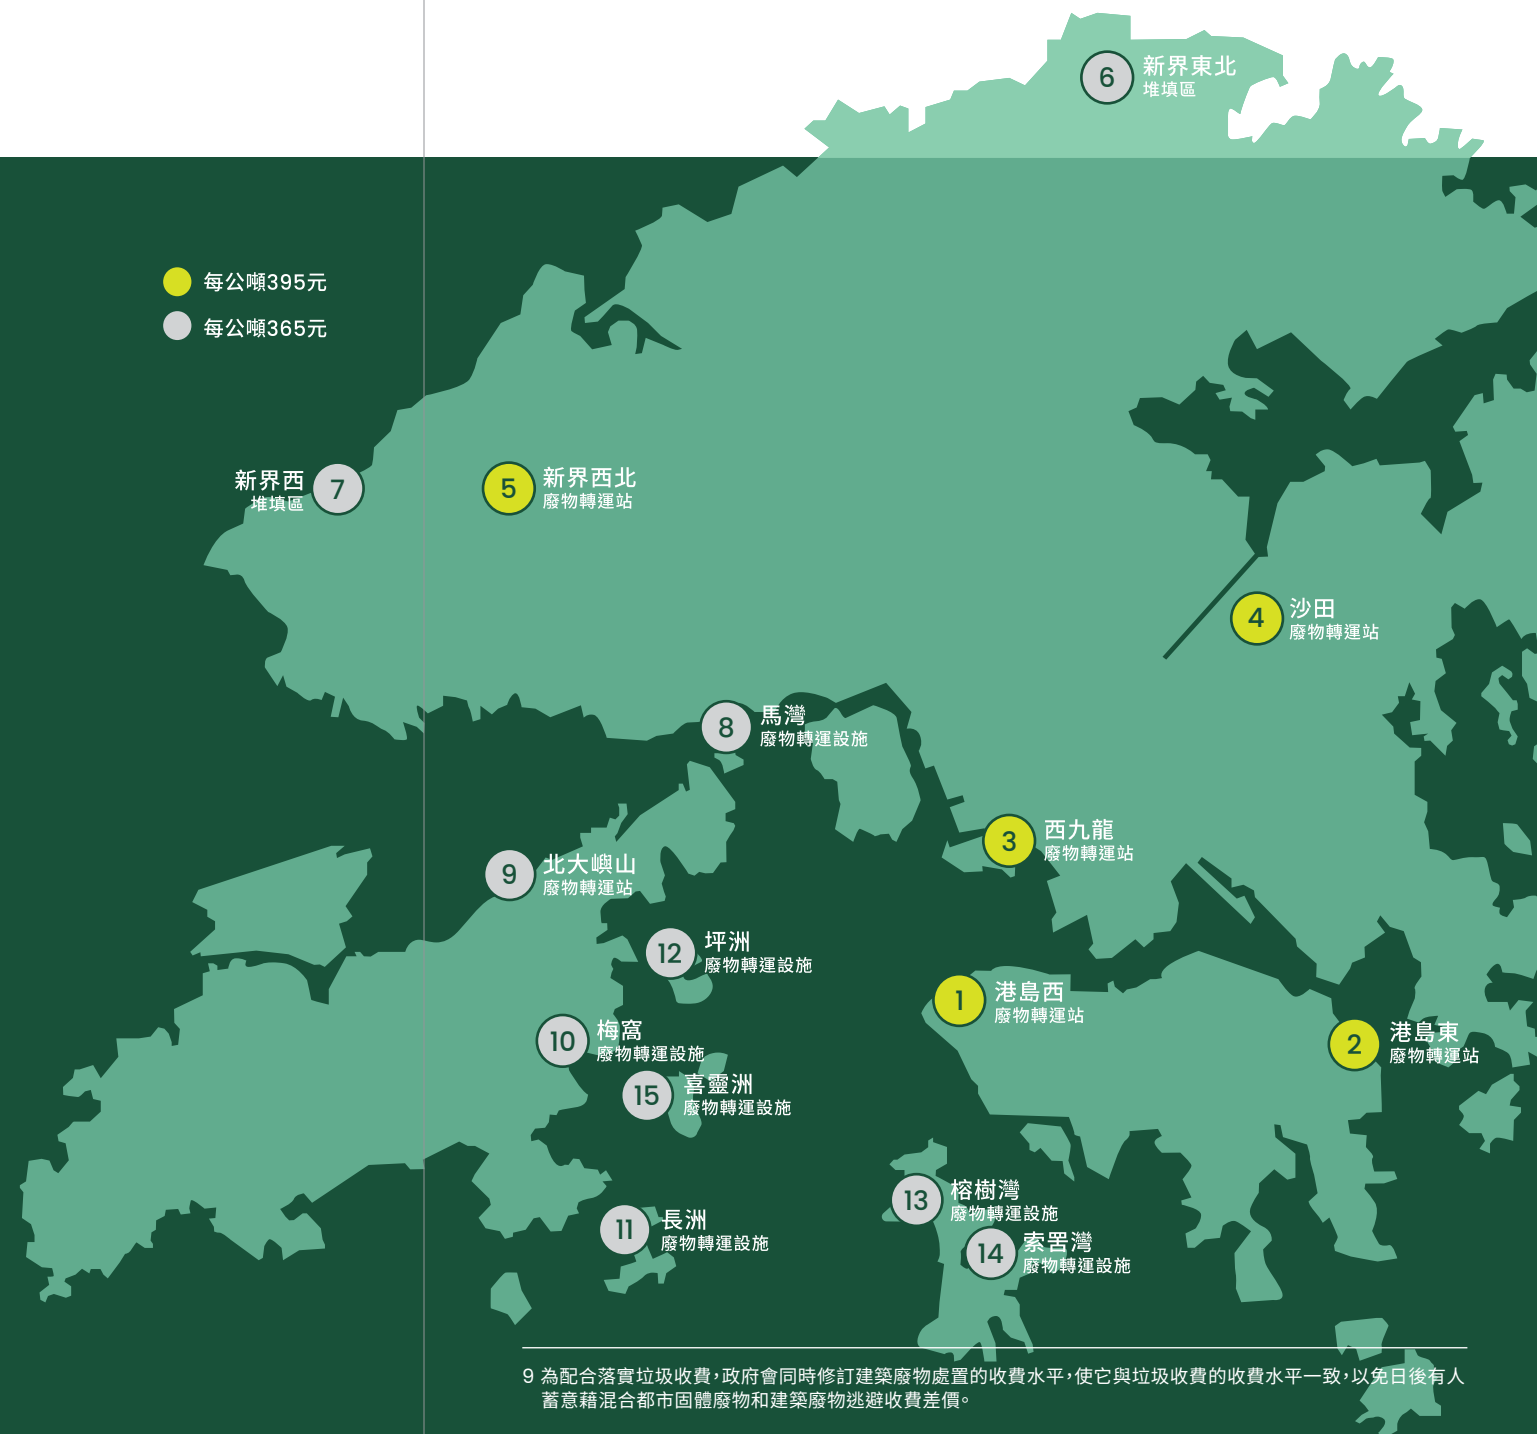 6
新界東北
堆填區
每公噸395元
每公噸365元
新界西
堆填區
7
5
新界西北
廢物轉運站
4
沙田
廢物轉運站
8
馬灣
廢物轉運設施
3
西九龍
廢物轉運站
9
北大嶼山
廢物轉運站
12
坪洲
廢物轉運設施
1
港島西
廢物轉運站
10
梅窩
廢物轉運設施
2
港島東
廢物轉運站
15
喜靈洲
廢物轉運設施
13
榕樹灣
廢物轉運設施
11
長洲
廢物轉運設施
14
索罟灣
廢物轉運設施
9 為配合落實垃圾收費，政府會同時修訂建築廢物處置的收費水平，使它與垃圾收費的收費水平一致，以免日後有人
蓄意藉混合都市固體廢物和建築廢物逃避收費差價。